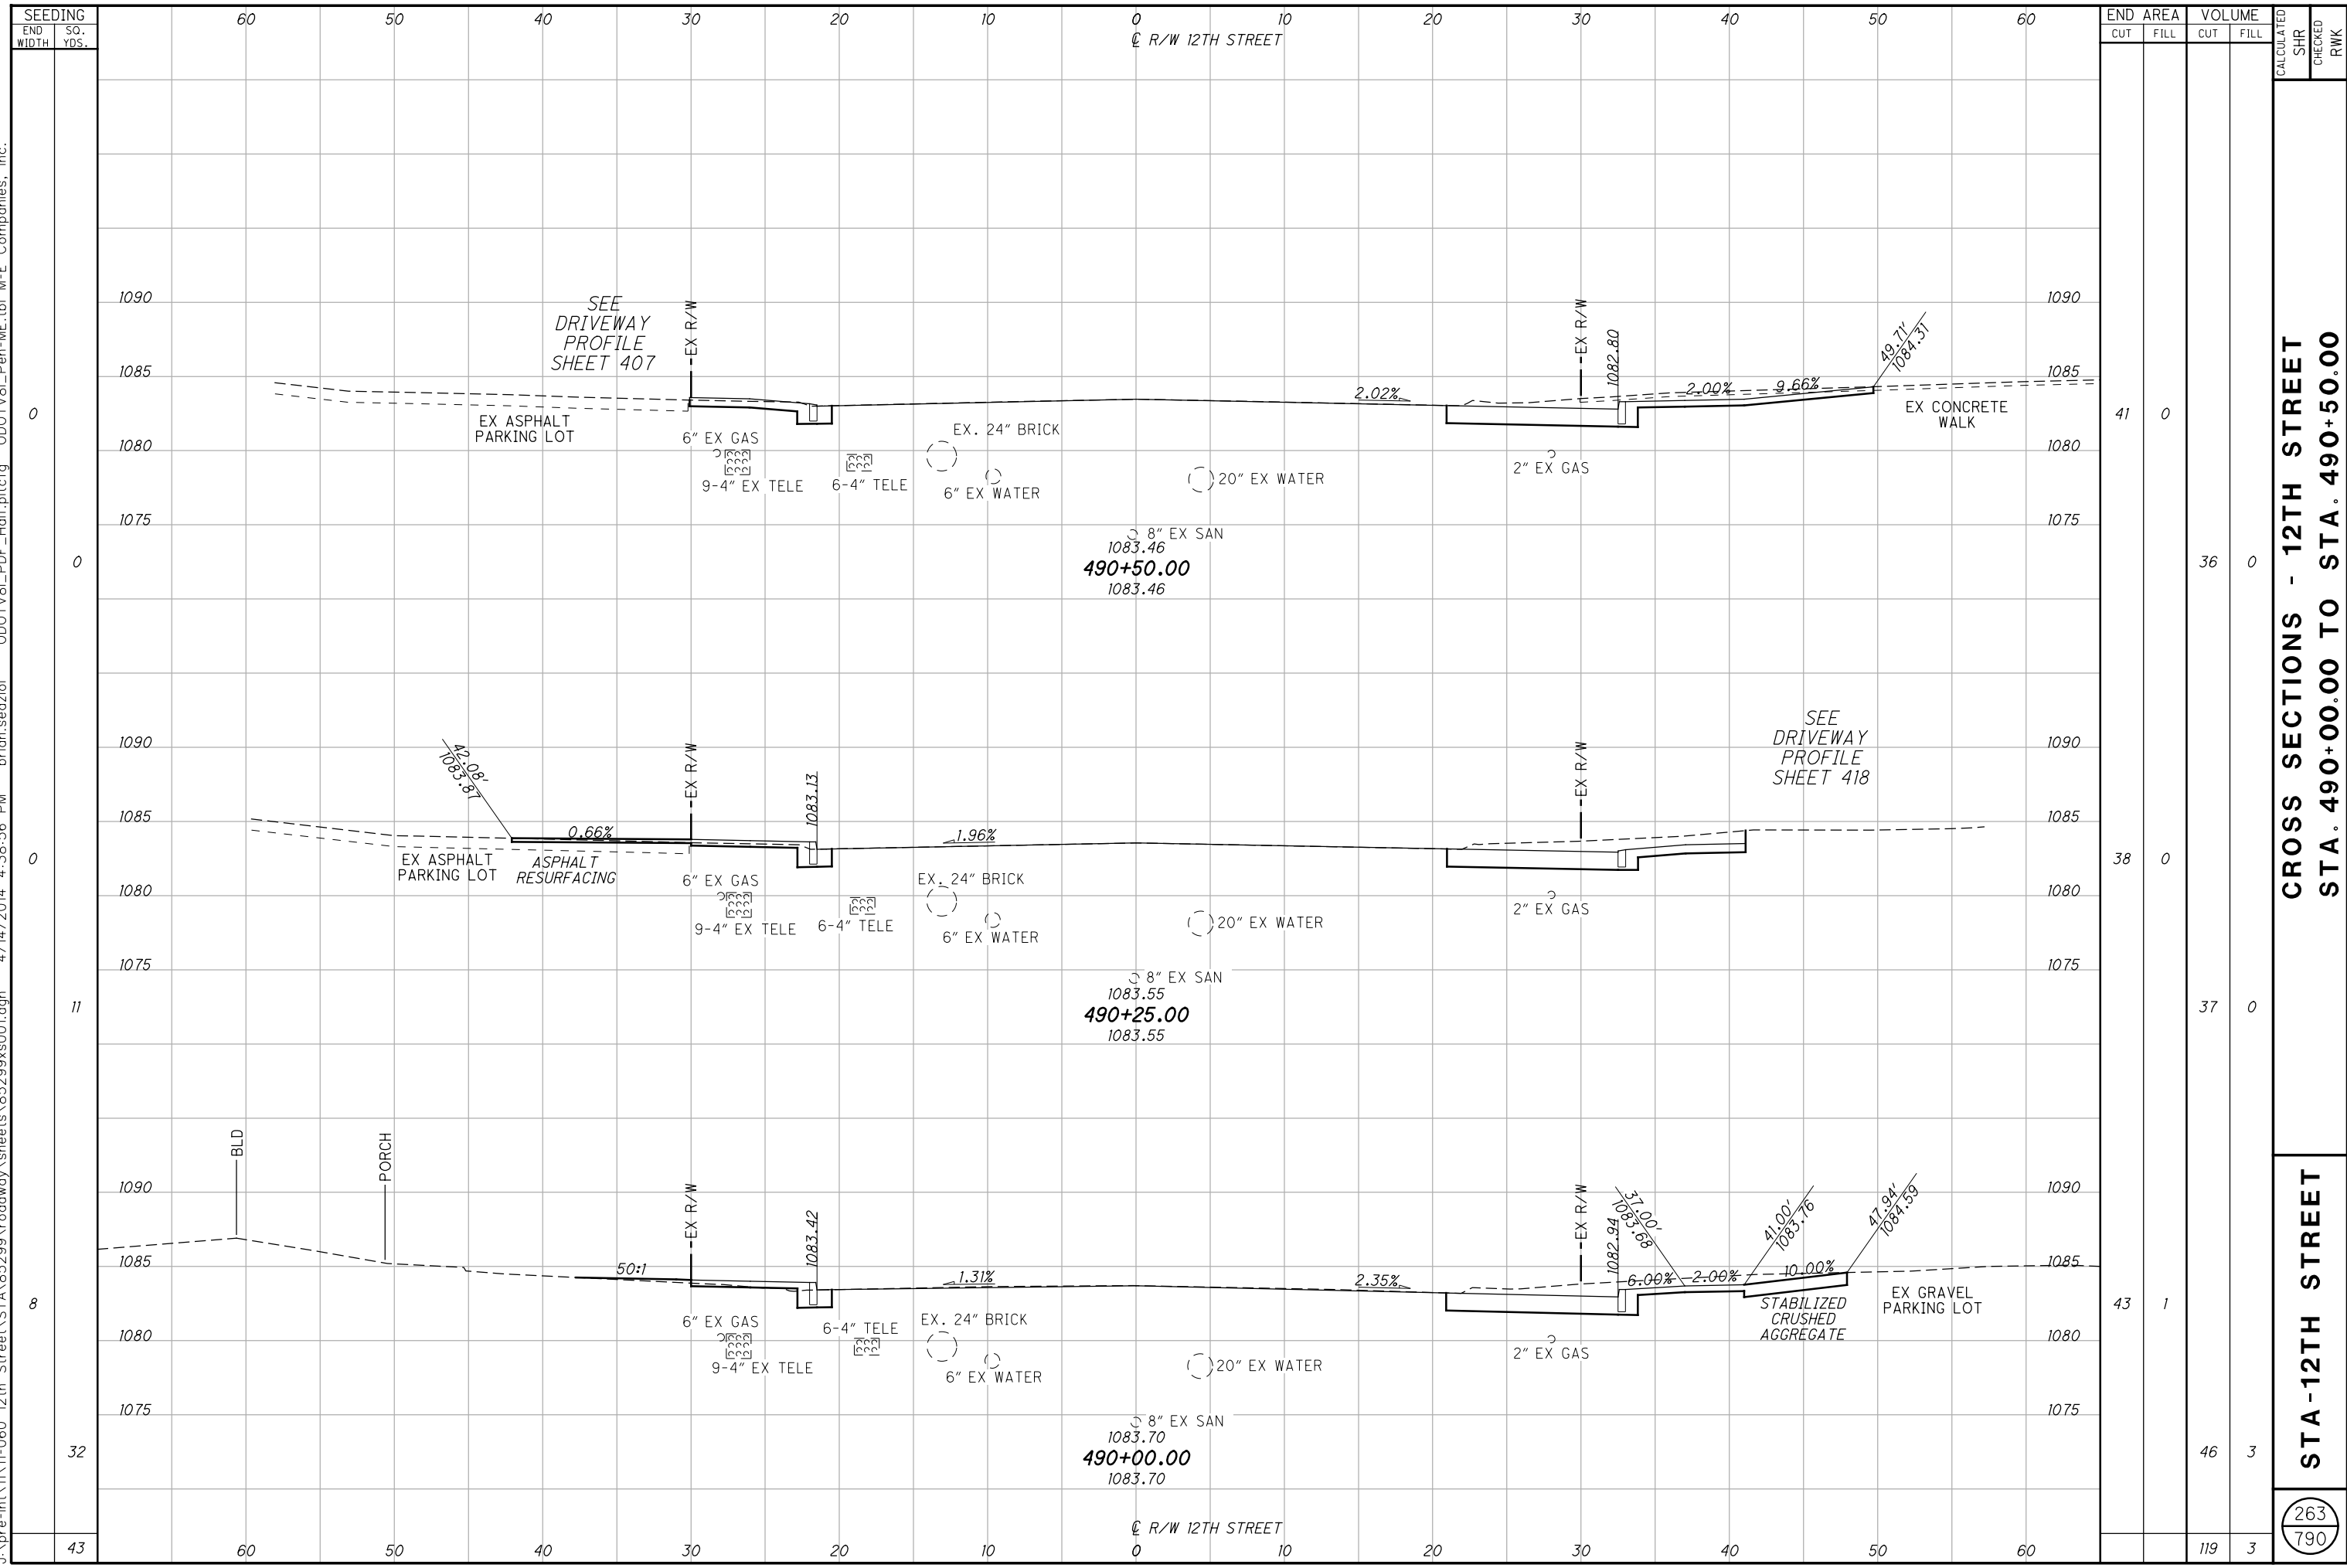 SEEDING
END WIDTH
SQ. YDS.
60 50 40 30 20 10 0 10 20 30 40 50 60
℄ R/W 12TH STREET
END AREA
VOLUME
CUT FILL CUT FILL
CALCULATED
SHR
CHECKED
RWK
1090
1090
SEE
DRIVEWAY
PROFILE
SHEET 407
EX R/W
EX R/W
1082.80
49.71'
1084.31
1085
1085
2.02%
2.00%
9.66%
0
EX ASPHALT
PARKING LOT
EX CONCRETE
WALK
41 0
6" EX GAS
EX. 24" BRICK
1080
1080
9-4" EX TELE
6-4" TELE
6" EX WATER
20" EX WATER
2" EX GAS
1075
1075
8" EX SAN
1083.46
490+50.00
1083.46
0
36 0
SEE
DRIVEWAY
PROFILE
SHEET 418
1090
1090
42.08'
1083.87
EX R/W
1083.13
EX R/W
1085
1085
0.66%
1.96%
0
EX ASPHALT
PARKING LOT
ASPHALT
RESURFACING
38 0
6" EX GAS
EX. 24" BRICK
1080
1080
9-4" EX TELE
6-4" TELE
6" EX WATER
20" EX WATER
2" EX GAS
1075
1075
8" EX SAN
1083.55
490+25.00
1083.55
11
37 0
BLD
PORCH
1090
1090
EX R/W
1083.42
EX R/W
1082.94
37.00'
1083.68
41.00'
1083.76
47.94'
1084.59
1085
1085
50:1
1.31%
2.35%
6.00%
2.00%
10.00%
8
STABILIZED
CRUSHED
AGGREGATE
EX GRAVEL
PARKING LOT
43 1
6" EX GAS
6-4" TELE
EX. 24" BRICK
1080
1080
9-4" EX TELE
6" EX WATER
20" EX WATER
2" EX GAS
1075
1075
8" EX SAN
1083.70
490+00.00
1083.70
32
46 3
℄ R/W 12TH STREET
43
60 50 40 30 20 10 0 10 20 30 40 50 60
119 3
CROSS SECTIONS - 12TH STREET
STA. 490+00.00 TO STA. 490+50.00
STA-12TH STREET
263
790